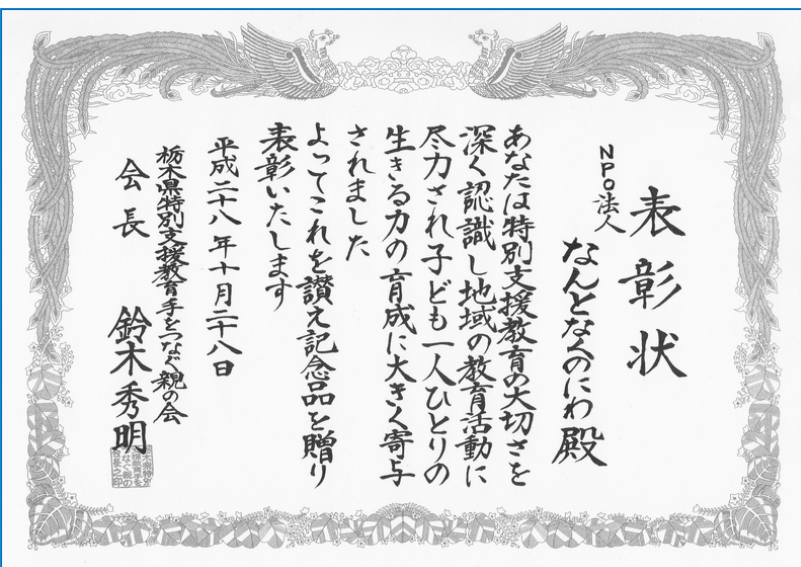 表彰状
NPO法人
なんとなくのにわ 殿
あなたは特別支援教育の大切さを
深く認識し地域の教育活動に
尽力され子ども一人ひとりの
生きる力の育成に大きく寄与
されました
よってこれを讃え記念品を贈り
表彰いたします
平成二十八年十月二十八日
栃木県特別支援教育手をつなぐ親の会
会長 鈴木秀明